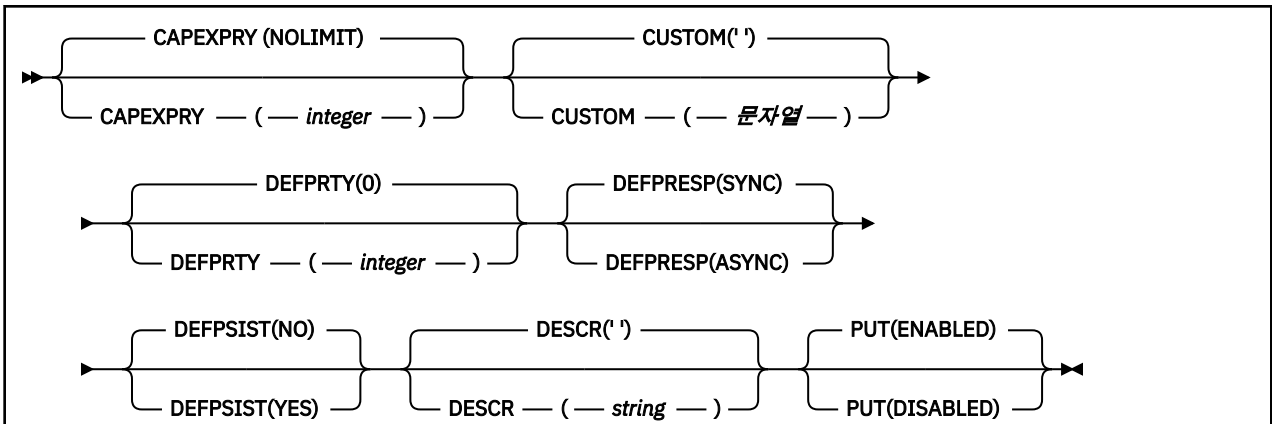 CAPEXPRY (NOLIMIT) CUSTOM(' ')
CAPEXPRY ( integer ) CUSTOM ( 문자열 )
DEFPRTY(0) DEFPRESP(SYNC)
DEFPRTY ( integer ) DEFPRESP(ASYNC)
DEFPSIST(NO) DESCR(' ') PUT(ENABLED)
DEFPSIST(YES) DESCR ( string ) PUT(DISABLED)